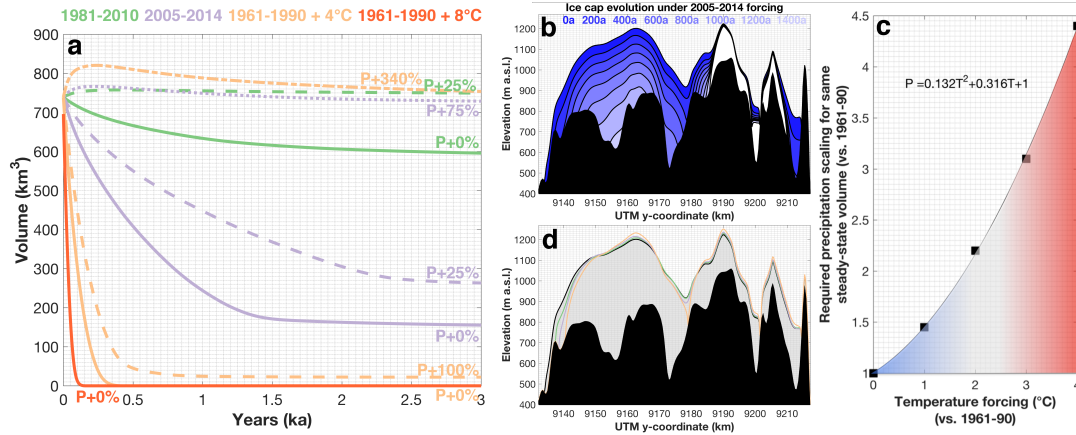 1981-2010 2005-2014 1961-1990 + 4°C 1961-1990 + 8°C
a
900
800
700
600
500
400
300
200
100
0
Volume (km3)
P+340%
P+25%
P+75%
P+0%
P+25%
P+0%
P+100%
P+0%
P+0%
0 0.5 1 1.5 2 2.5 3
Years (ka)
Ice cap evolution under 2005-2014 forcing
b
0a 200a 400a 600a 800a 1000a 1200a 1400a
1200
1100
1000
900
800
700
600
500
400
Elevation (m a.s.l.)
9140 9150 9160 9170 9180 9190 9200 9210
UTM y-coordinate (km)
d
1200
1100
1000
900
800
700
600
500
400
Elevation (m a.s.l.)
9140 9150 9160 9170 9180 9190 9200 9210
UTM y-coordinate (km)
c
4.5
4
3.5
3
2.5
2
1.5
1
Required precipitation scaling for same
steady-state volume (vs. 1961-90)
P =0.132T2+0.316T+1
0 1 2 3 4
Temperature forcing (°C)
(vs. 1961-90)